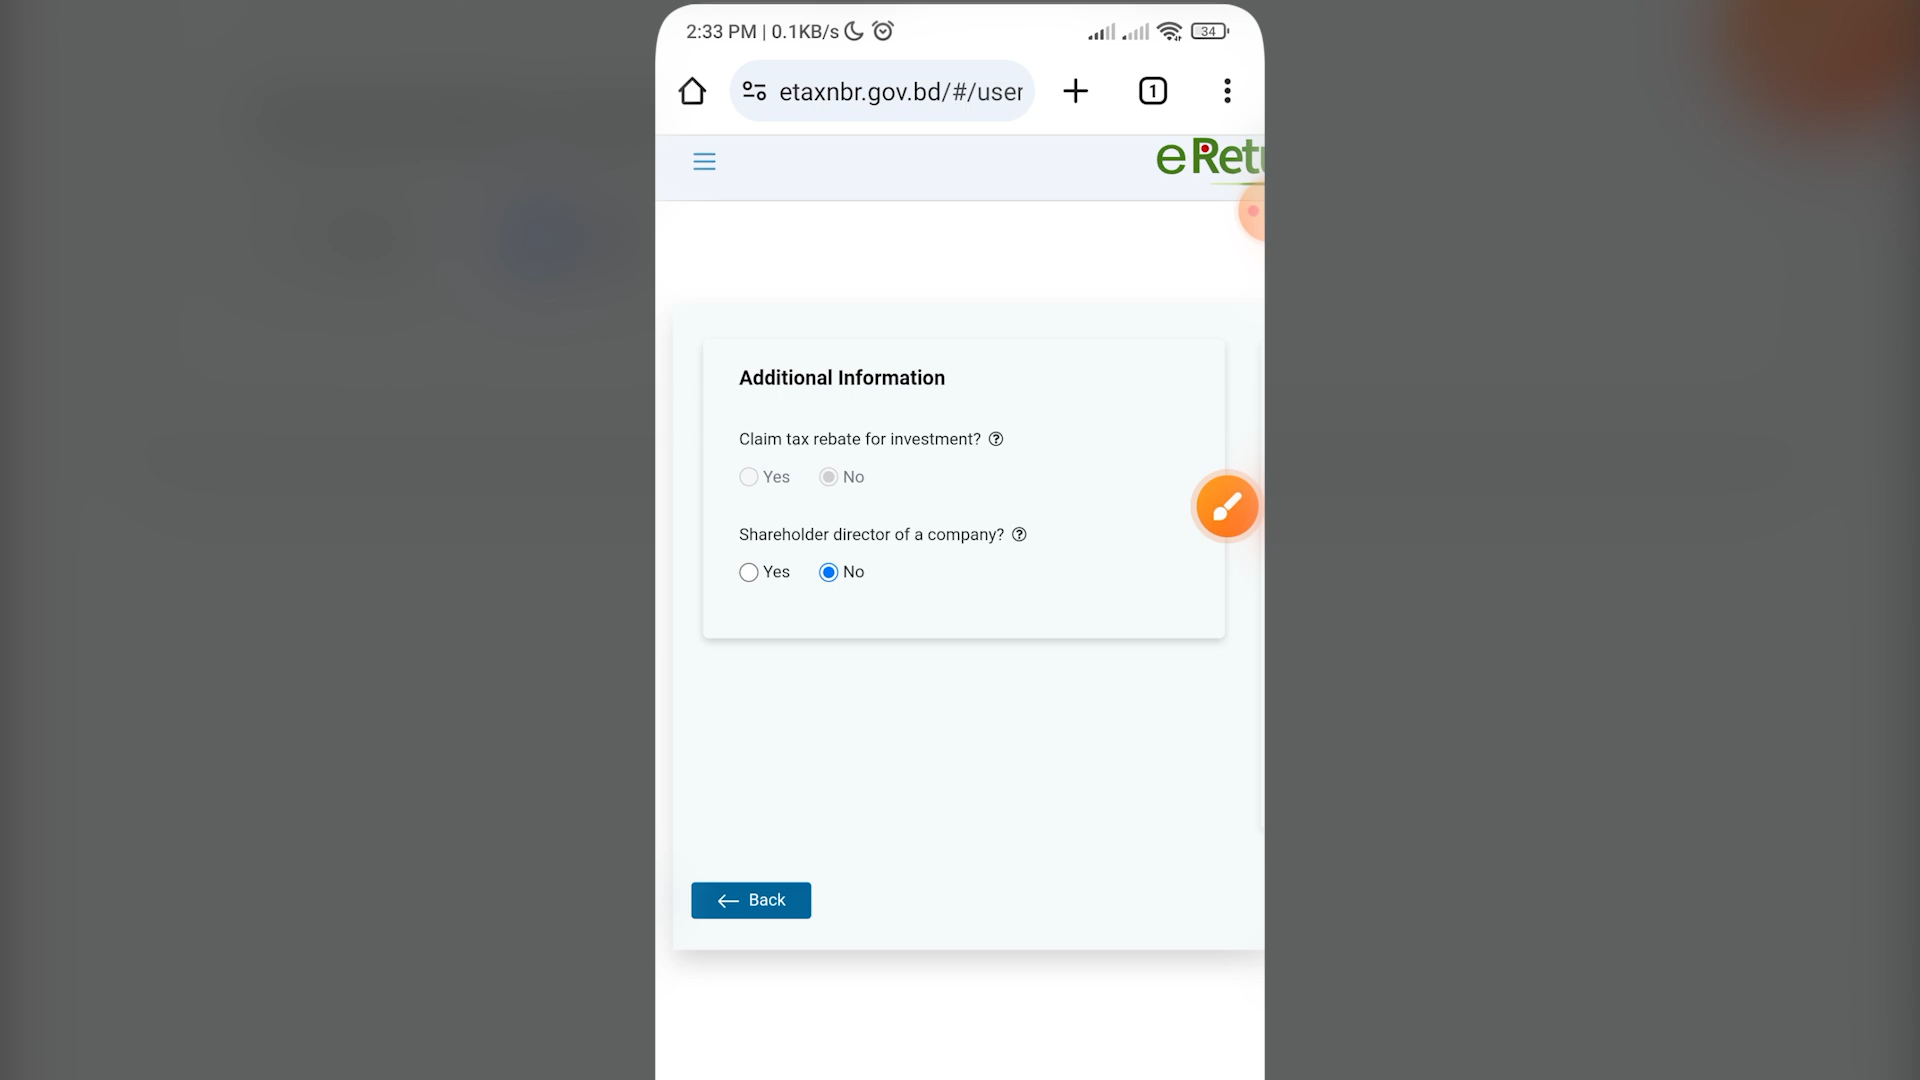 2:33 PM | 0.1KB/s 34
etaxnbr.gov.bd/#/user 1
eRetu
Additional Information
Claim tax rebate for investment? ?
Yes No
Shareholder director of a company? ?
Yes No
← Back